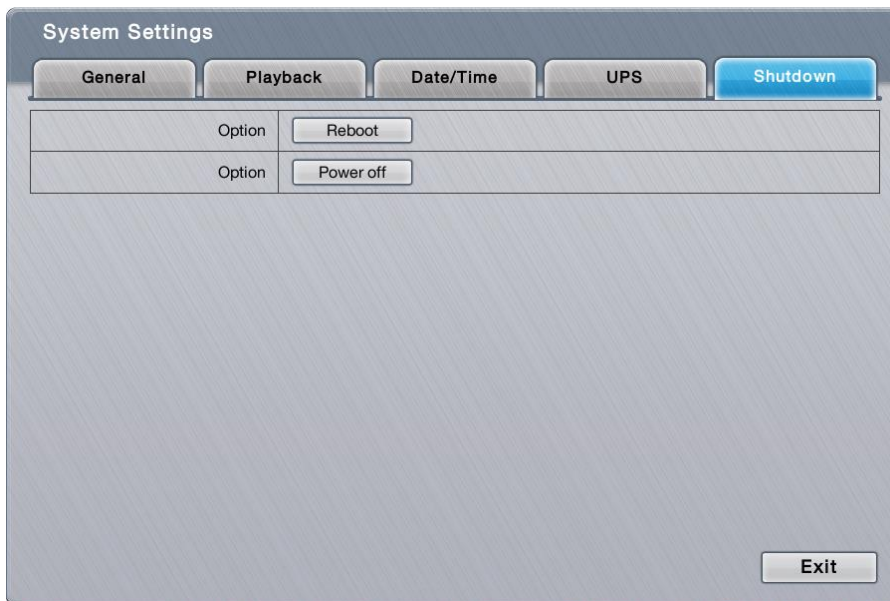 System Settings
General Playback Date/Time UPS Shutdown
Option Reboot
Option Power off
Exit